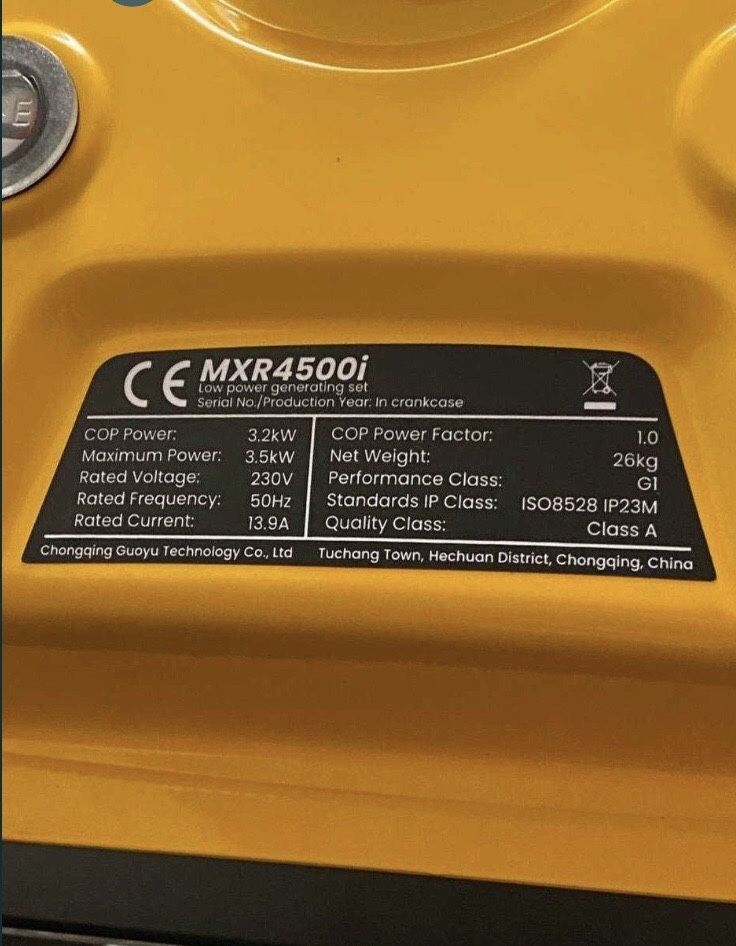 CE MXR4500i
Low power generating set
Serial No./Production Year: In crankcase
COP Power: 3.2kW
Maximum Power: 3.5kW
Rated Voltage: 230V
Rated Frequency: 50Hz
Rated Current: 13.9A
COP Power Factor: 1.0
Net Weight: 26kg
Performance Class: G1
Standards IP Class: ISO8528 IP23M
Quality Class: Class A
Chongqing Guoyu Technology Co., Ltd Tuchang Town, Hechuan District, Chongqing, China